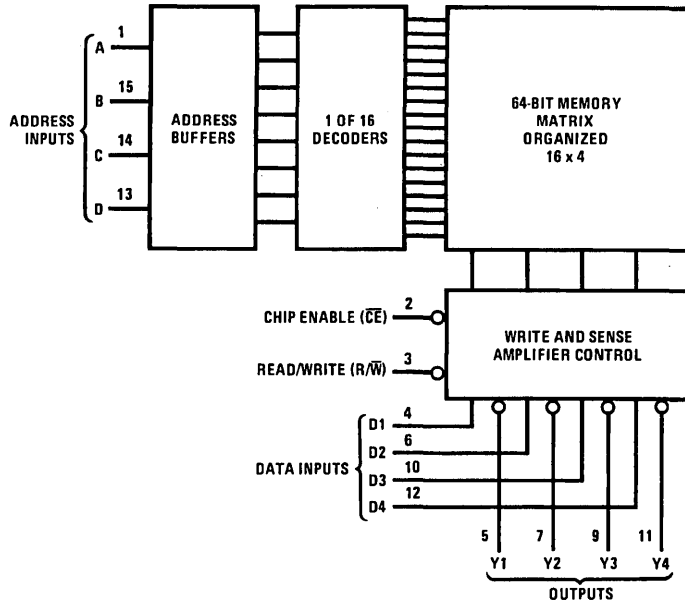 ADDRESS
INPUTS
A 1
B 15
C 14
D 13
ADDRESS
BUFFERS
1 OF 16
DECODERS
64-BIT MEMORY
MATRIX
ORGANIZED
16 x 4
CHIP ENABLE (C̅E̅) 2
READ/WRITE (R/W̅) 3
WRITE AND SENSE
AMPLIFIER CONTROL
DATA INPUTS
D1 4
D2 6
D3 10
D4 12
5 7 9 11
Y1 Y2 Y3 Y4
OUTPUTS